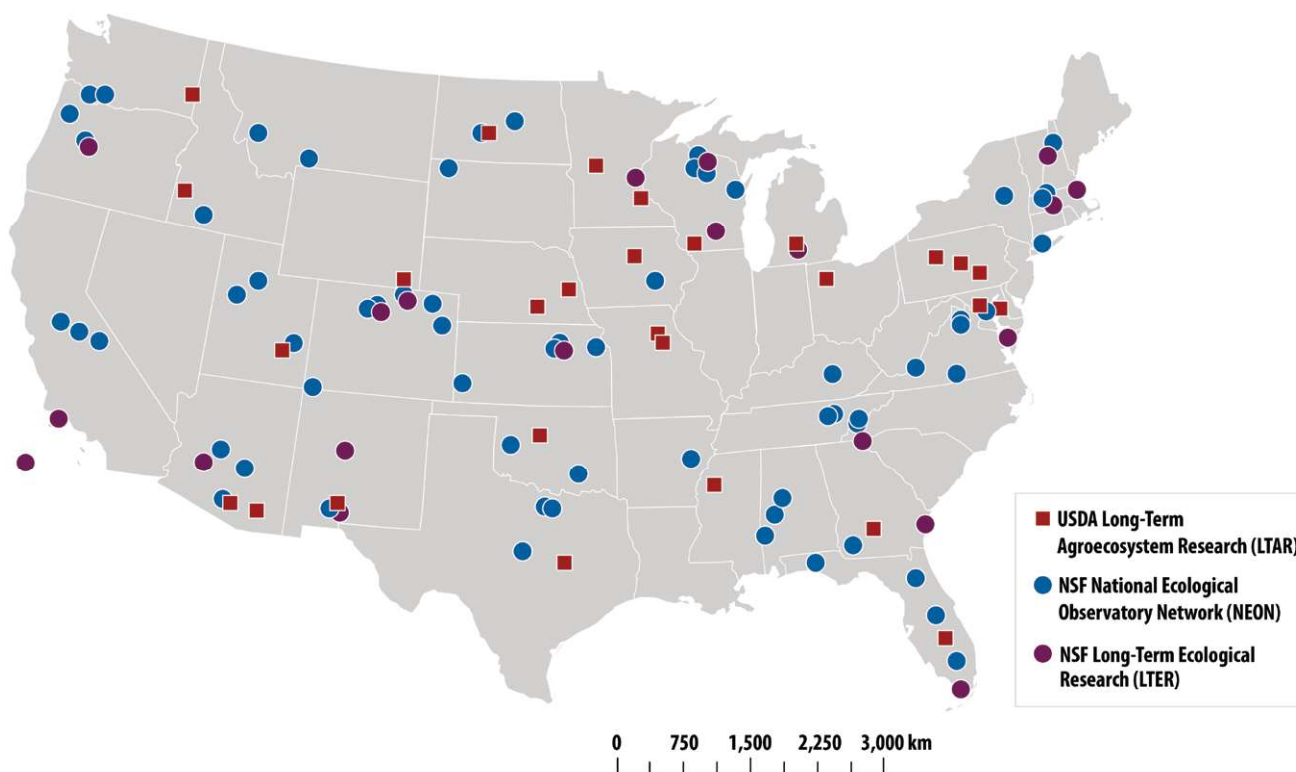 USDA Long-Term
Agroecosystem Research (LTAR)
NSF National Ecological
Observatory Network (NEON)
NSF Long-Term Ecological
Research (LTER)
0 750 1,500 2,250 3,000 km